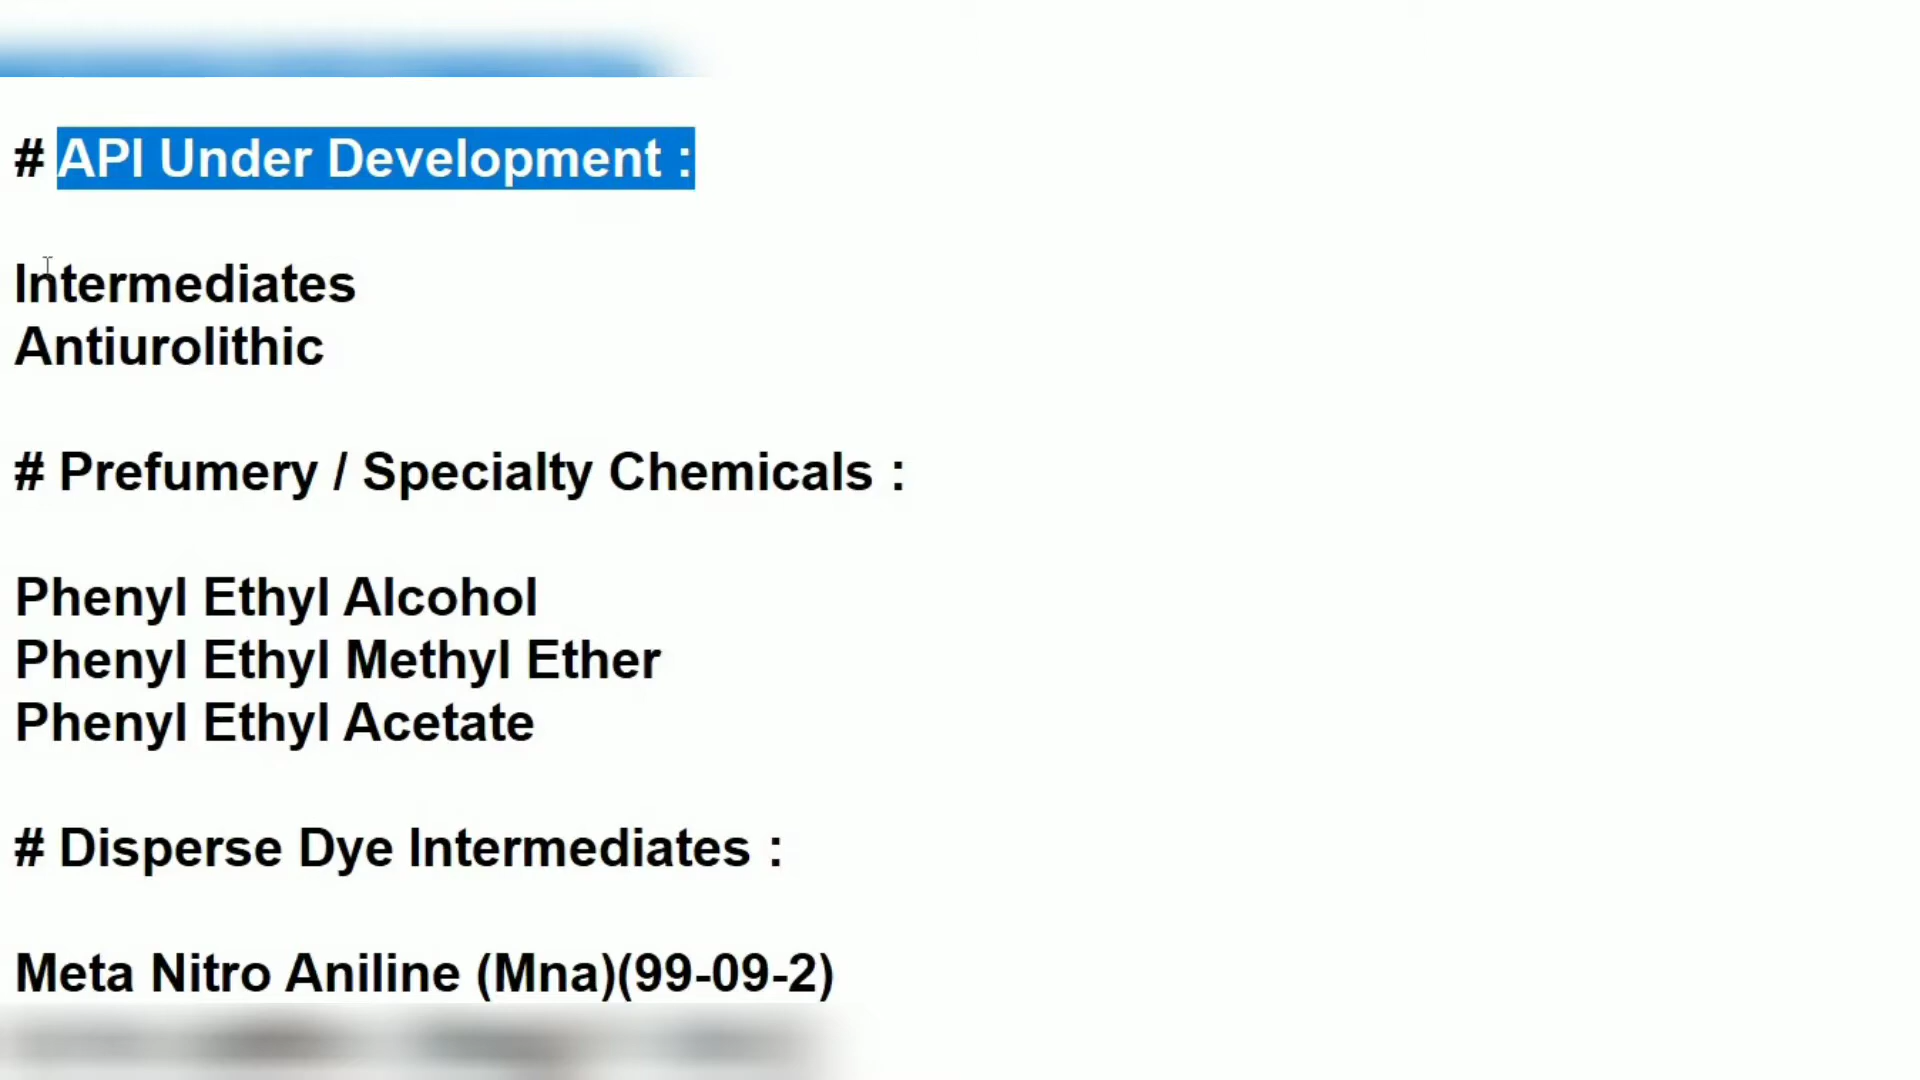 # API Under Development :
Intermediates
Antiurolithic
# Prefumery / Specialty Chemicals :
Phenyl Ethyl Alcohol
Phenyl Ethyl Methyl Ether
Phenyl Ethyl Acetate
# Disperse Dye Intermediates :
Meta Nitro Aniline (Mna)(99-09-2)